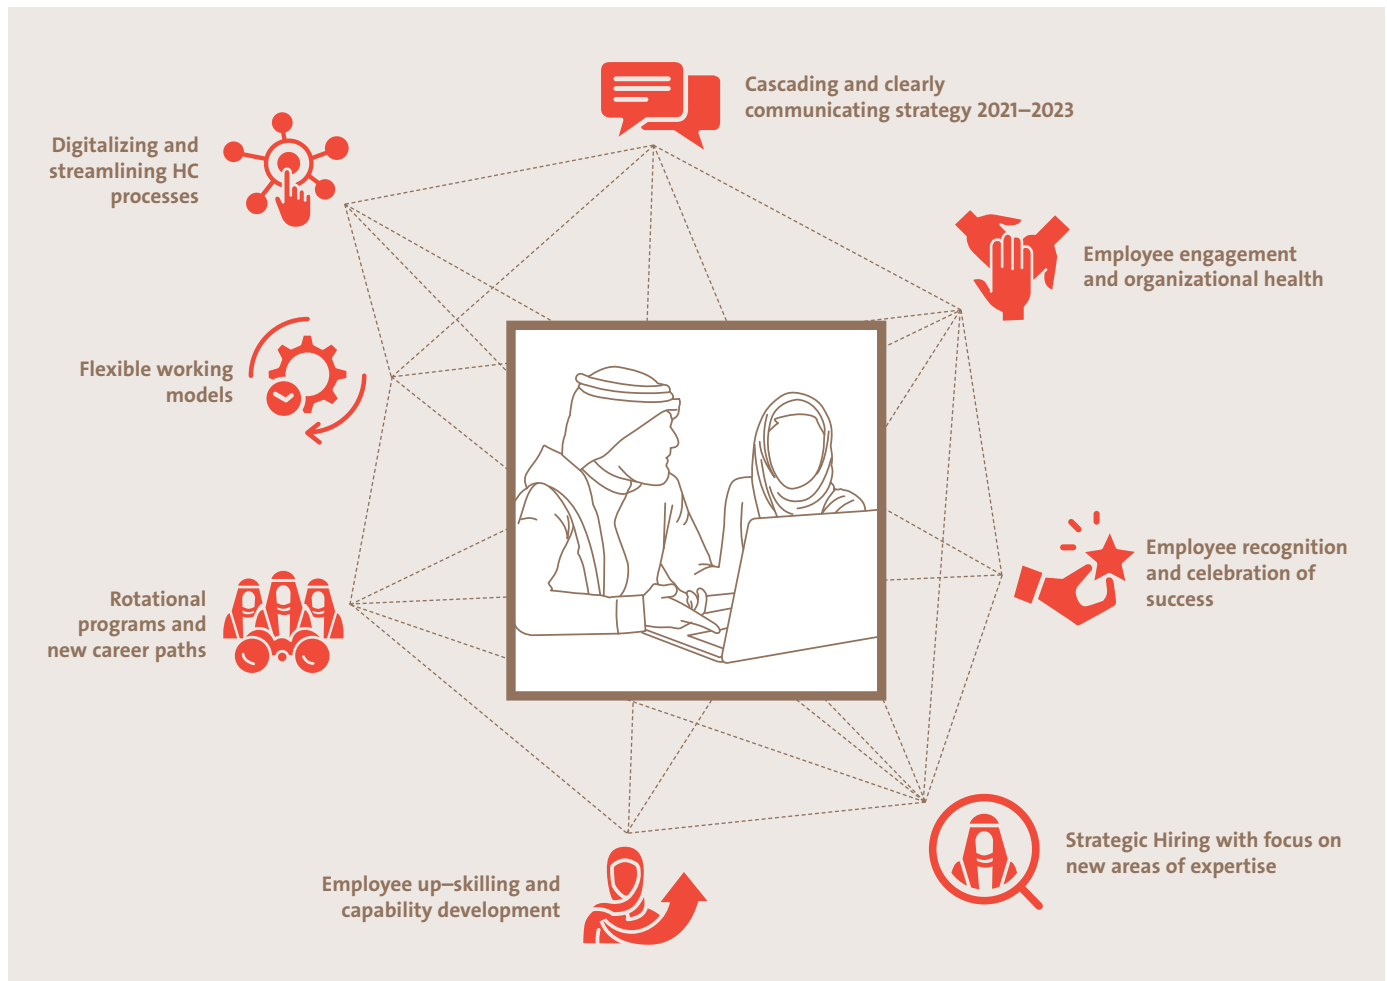 Cascading and clearly
communicating strategy 2021–2023
Digitalizing and
streamlining HC
processes
Employee engagement
and organizational health
Flexible working
models
Employee recognition
and celebration of
success
Rotational
programs and
new career paths
Strategic Hiring with focus on
new areas of expertise
Employee up–skilling and
capability development